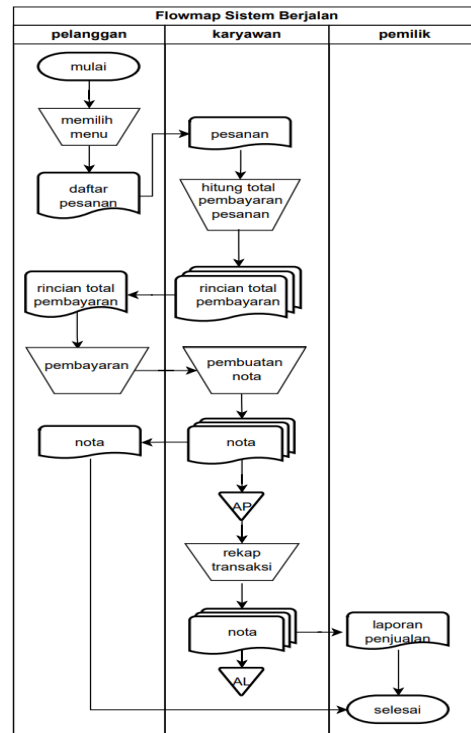 Flowmap Sistem Berjalan
pelanggan
karyawan
pemilik
mulai
memilih
menu
daftar
pesanan
pesanan
hitung total
pembayaran
pesanan
rincian total
pembayaran
rincian total
pembayaran
pembayaran
pembuatan
nota
nota
nota
AP
rekap
transaksi
nota
laporan
penjualan
AL
selesai